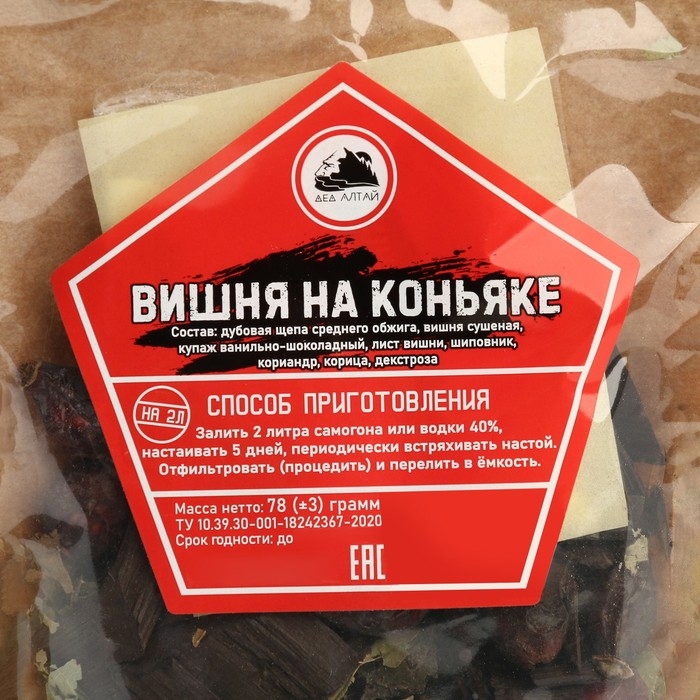 ДЕД АЛТАЙ
ВИШНЯ НА КОНЬЯКЕ
Состав: дубовая щепа среднего обжига, вишня сушеная,
купаж ванильно-шоколадный, лист вишни, шиповник,
кориандр, корица, декстроза
НА 2Л
СПОСОБ ПРИГОТОВЛЕНИЯ
Залить 2 литра самогона или водки 40%,
настаивать 5 дней, периодически встряхивать настой.
Отфильтровать (процедить) и перелить в ёмкость.
Масса нетто: 78 (±3) грамм
ТУ 10.39.30-001-18242367-2020
Срок годности: до
ЕАС